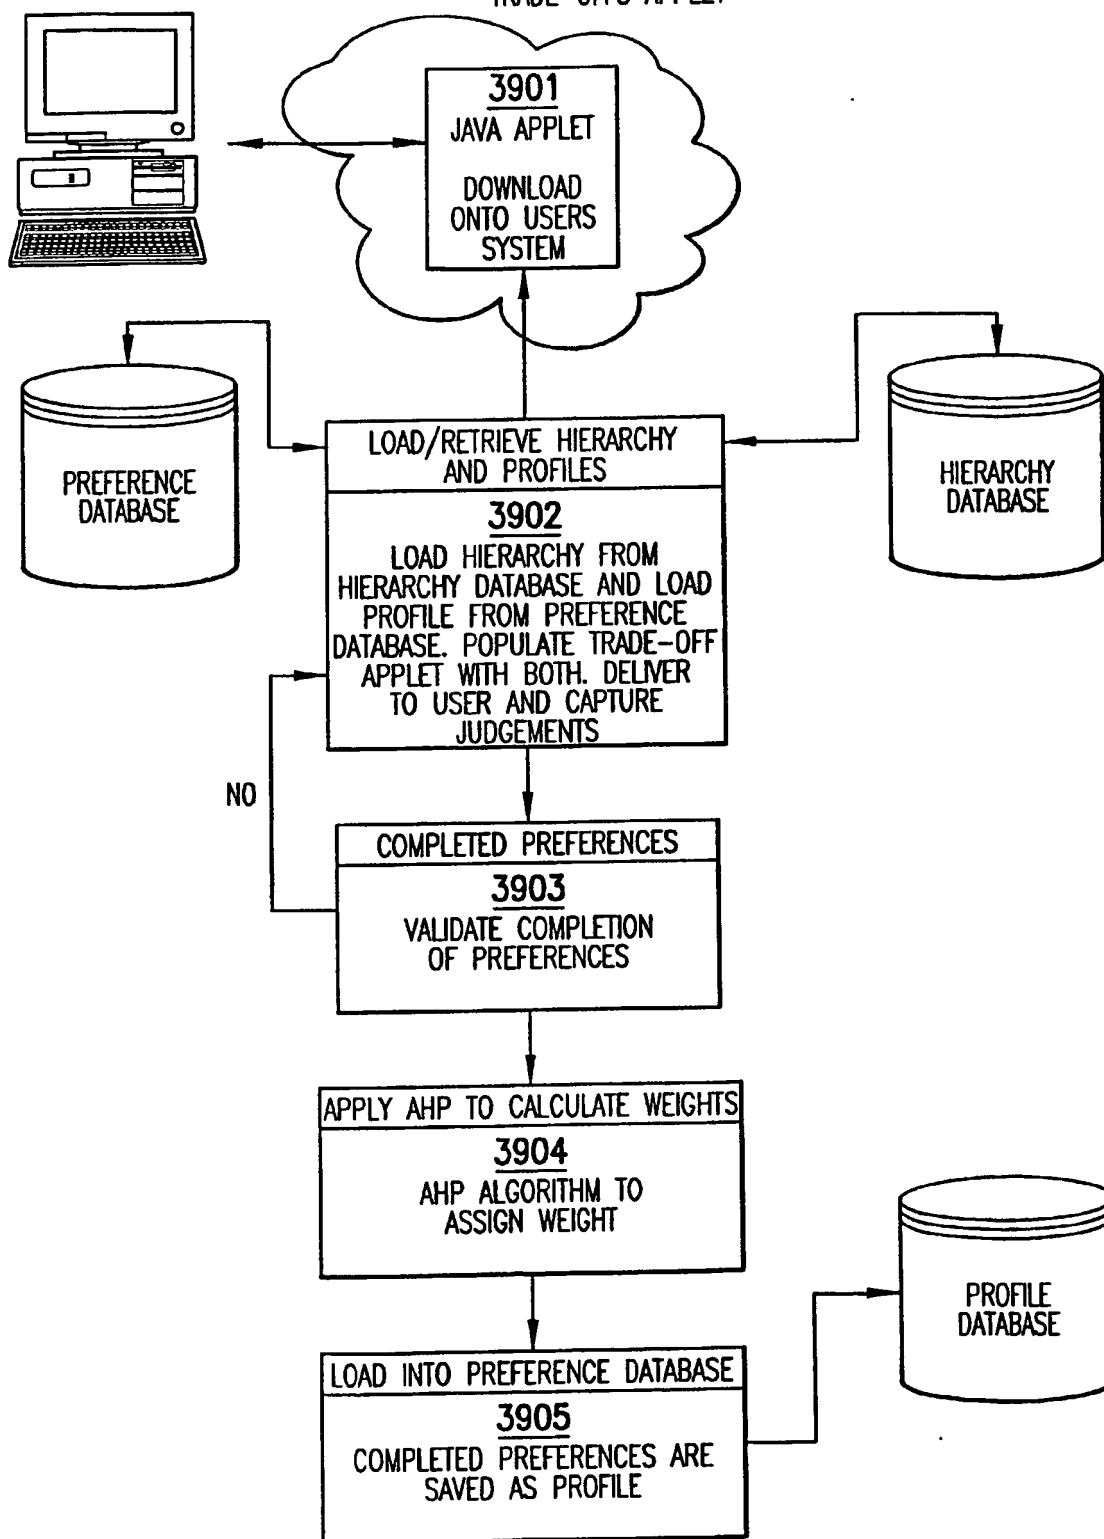 3901
JAVA APPLET
DOWNLOAD
ONTO USERS
SYSTEM
PREFERENCE
DATABASE
LOAD/RETRIEVE HIERARCHY
AND PROFILES
HIERARCHY
DATABASE
3902
LOAD HIERARCHY FROM
HIERARCHY DATABASE AND LOAD
PROFILE FROM PREFERENCE
DATABASE. POPULATE TRADE-OFF
APPLET WITH BOTH. DELIVER
TO USER AND CAPTURE
JUDGEMENTS
NO
COMPLETED PREFERENCES
3903
VALIDATE COMPLETION
OF PREFERENCES
APPLY AHP TO CALCULATE WEIGHTS
3904
AHP ALGORITHM TO
ASSIGN WEIGHT
PROFILE
DATABASE
LOAD INTO PREFERENCE DATABASE
3905
COMPLETED PREFERENCES ARE
SAVED AS PROFILE